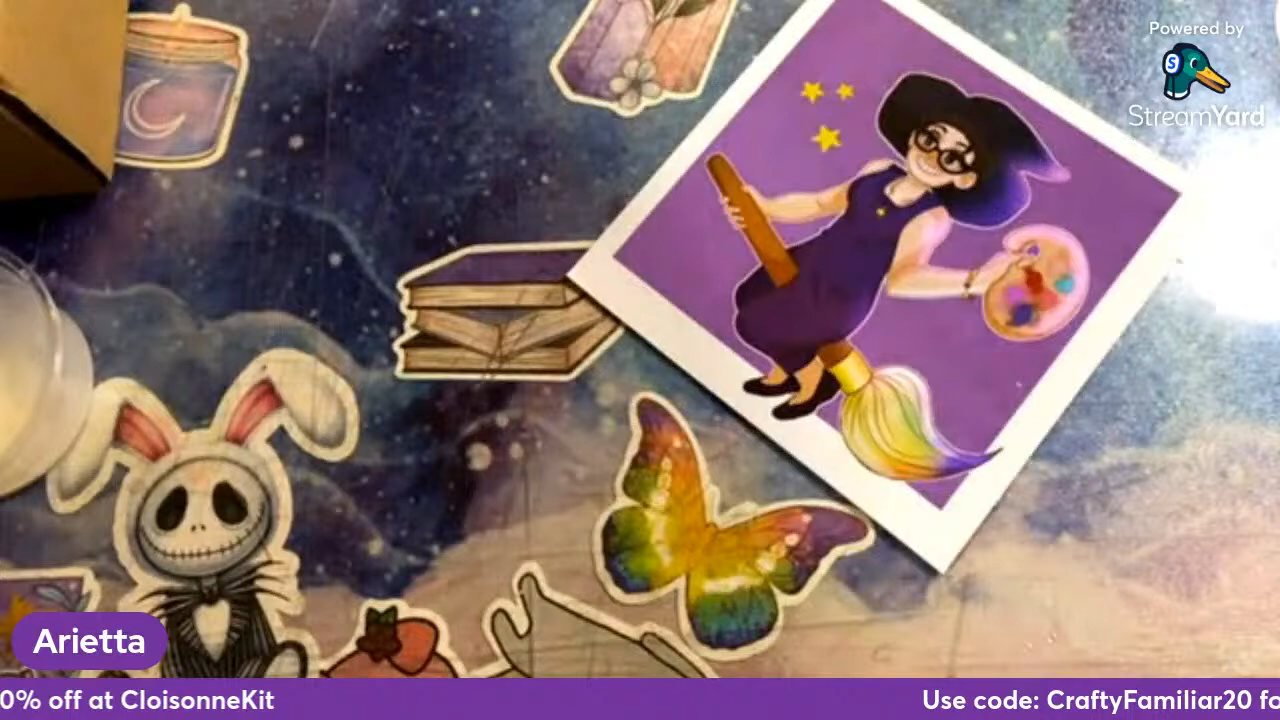 Powered by
StreamYard
Arietta
0% off at CloisonneKit
Use code: CraftyFamiliar20 fo